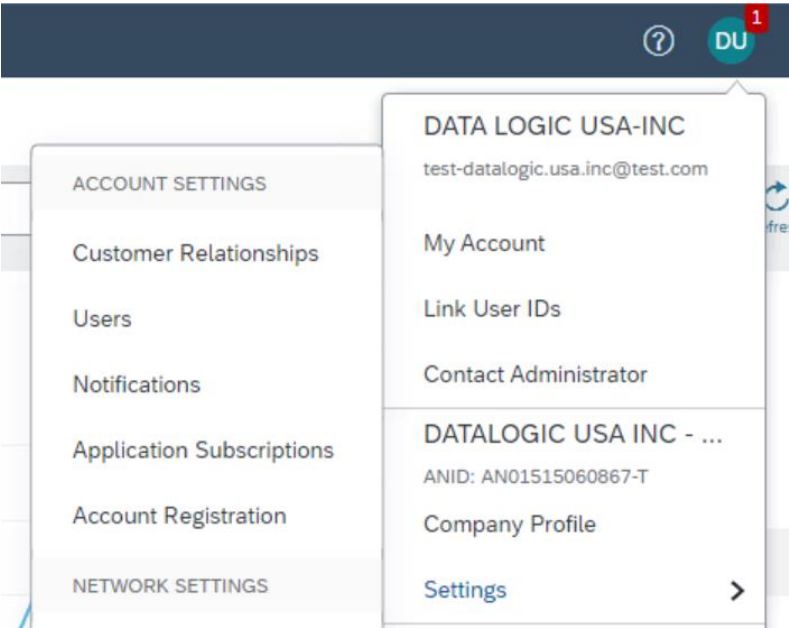 1
DU
DATA LOGIC USA-INC
test-datalogic.usa.inc@test.com
My Account
Link User IDs
Contact Administrator
DATALOGIC USA INC - ...
ANID: AN01515060867-T
Company Profile
Settings
ACCOUNT SETTINGS
Customer Relationships
Users
Notifications
Application Subscriptions
Account Registration
NETWORK SETTINGS